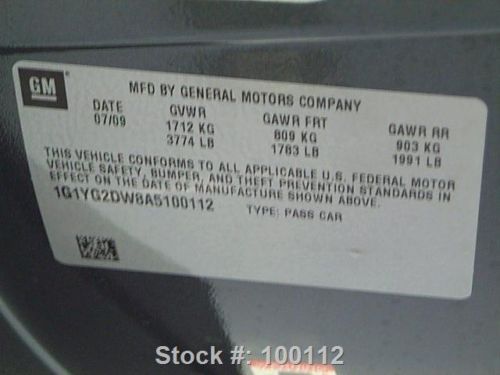 GM
MFD BY GENERAL MOTORS COMPANY
DATE GVWR GAWR FRT GAWR RR
07/09 1712 KG 809 KG 903 KG
3774 LB 1783 LB 1991 LB
THIS VEHICLE CONFORMS TO ALL APPLICABLE U.S. FEDERAL MOTOR
VEHICLE SAFETY, BUMPER, AND THEFT PREVENTION STANDARDS IN
EFFECT ON THE DATE OF MANUFACTURE SHOWN ABOVE.
1G1YG2DW8A5100112 TYPE: PASS CAR
Stock #: 100112